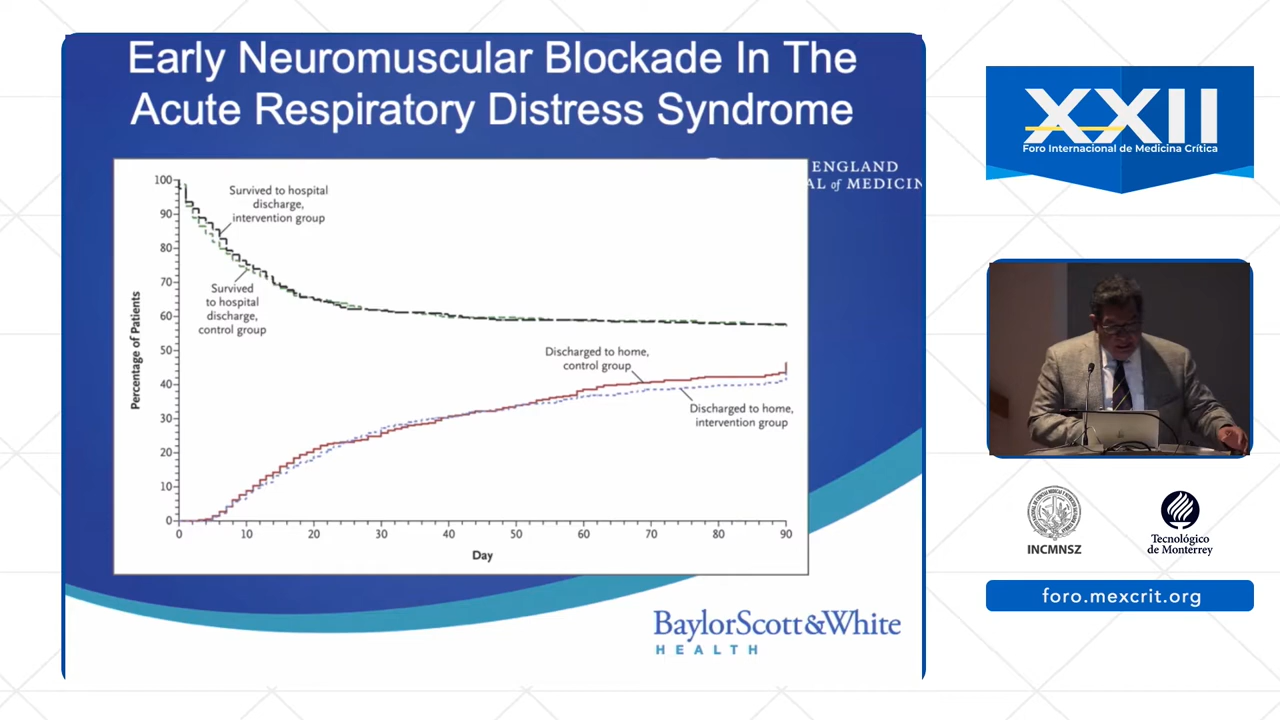 Early Neuromuscular Blockade In The
Acute Respiratory Distress Syndrome
ENGLAND
of MEDICIN
100
90
80
70
60
50
40
30
20
10
0
Percentage of Patients
Survived to hospital
discharge,
intervention group
Survived
to hospital
discharge,
control group
Discharged to home,
control group
Discharged to home,
intervention group
0 10 20 30 40 50 60 70 80 90
Day
BaylorScott&White
HEALTH
XXII
Foro Internacional de Medicina Crítica
INCMNSZ
Tecnológico
de Monterrey
foro.mexcrit.org